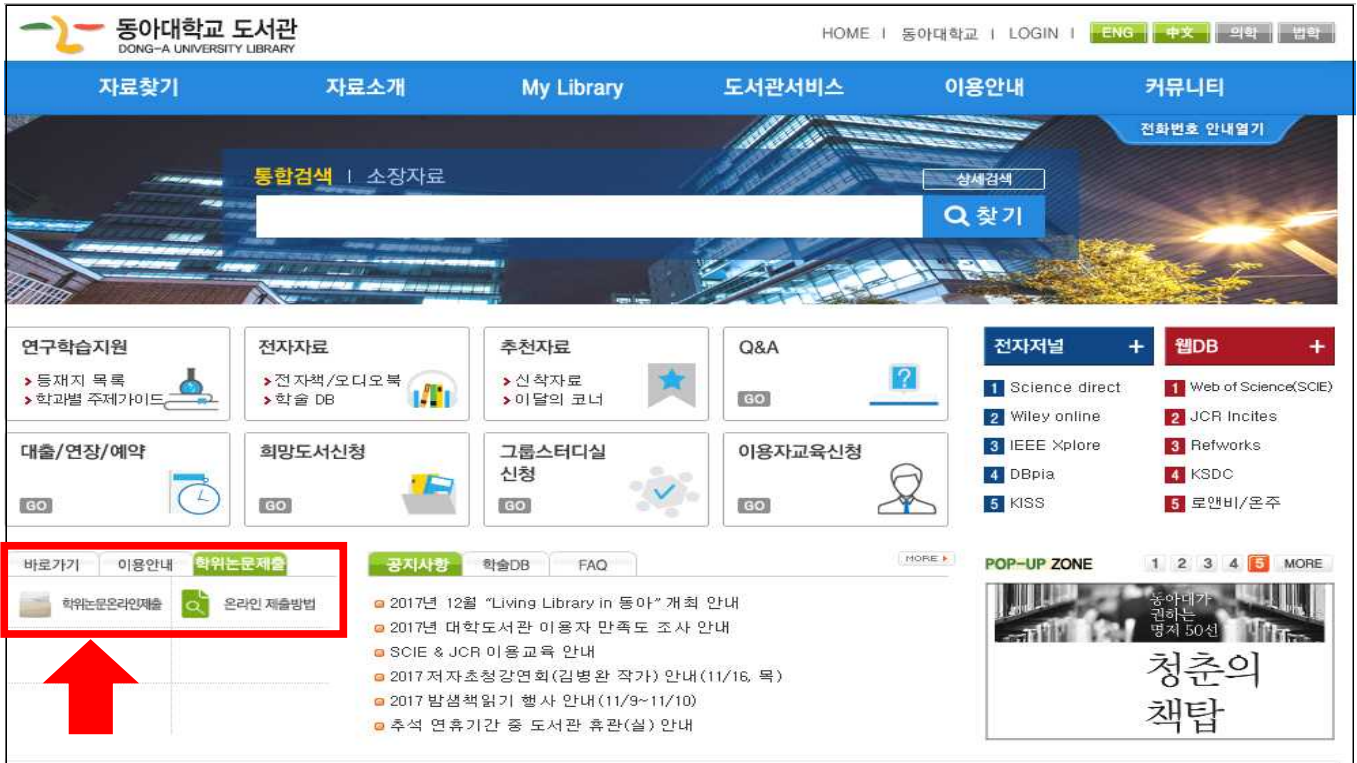 동아대학교 도서관
DONG-A UNIVERSITY LIBRARY
HOME | 동아대학교 | LOGIN | ENG 中文 의학 법학
자료찾기 자료소개 My Library 도서관서비스 이용안내 커뮤니티
전화번호 안내열기
통합검색 | 소장자료
상세검색
찾기
연구학습지원
등재지 목록
학과별 주제가이드
전자자료
전자책/오디오북
학술 DB
추천자료
신착자료
이달의 코너
Q&A
GO
전자저널 +
1 Science direct
2 Wiley online
3 IEEE Xplore
4 DBpia
5 KISS
웹DB +
1 Web of Science(SCIE)
2 JCR Incites
3 Refworks
4 KSDC
5 로앤비/온주
대출/연장/예약
GO
희망도서신청
GO
그룹스터디실
신청
GO
이용자교육신청
GO
바로가기 이용안내 학위논문제출
학위논문온라인제출 온라인 제출방법
공지사항 학술DB FAQ
MORE
2017년 12월 "Living Library in 동아" 개최 안내
2017년 대학도서관 이용자 만족도 조사 안내
SCIE & JCR 이용교육 안내
2017 저자초청강연회(김병완 작가) 안내(11/16, 목)
2017 밤샘책읽기 행사 안내(11/9~11/10)
추석 연휴기간 중 도서관 휴관(실) 안내
POP-UP ZONE 1 2 3 4 5 MORE
동아대가
권하는
명저 50선
청춘의
책탑